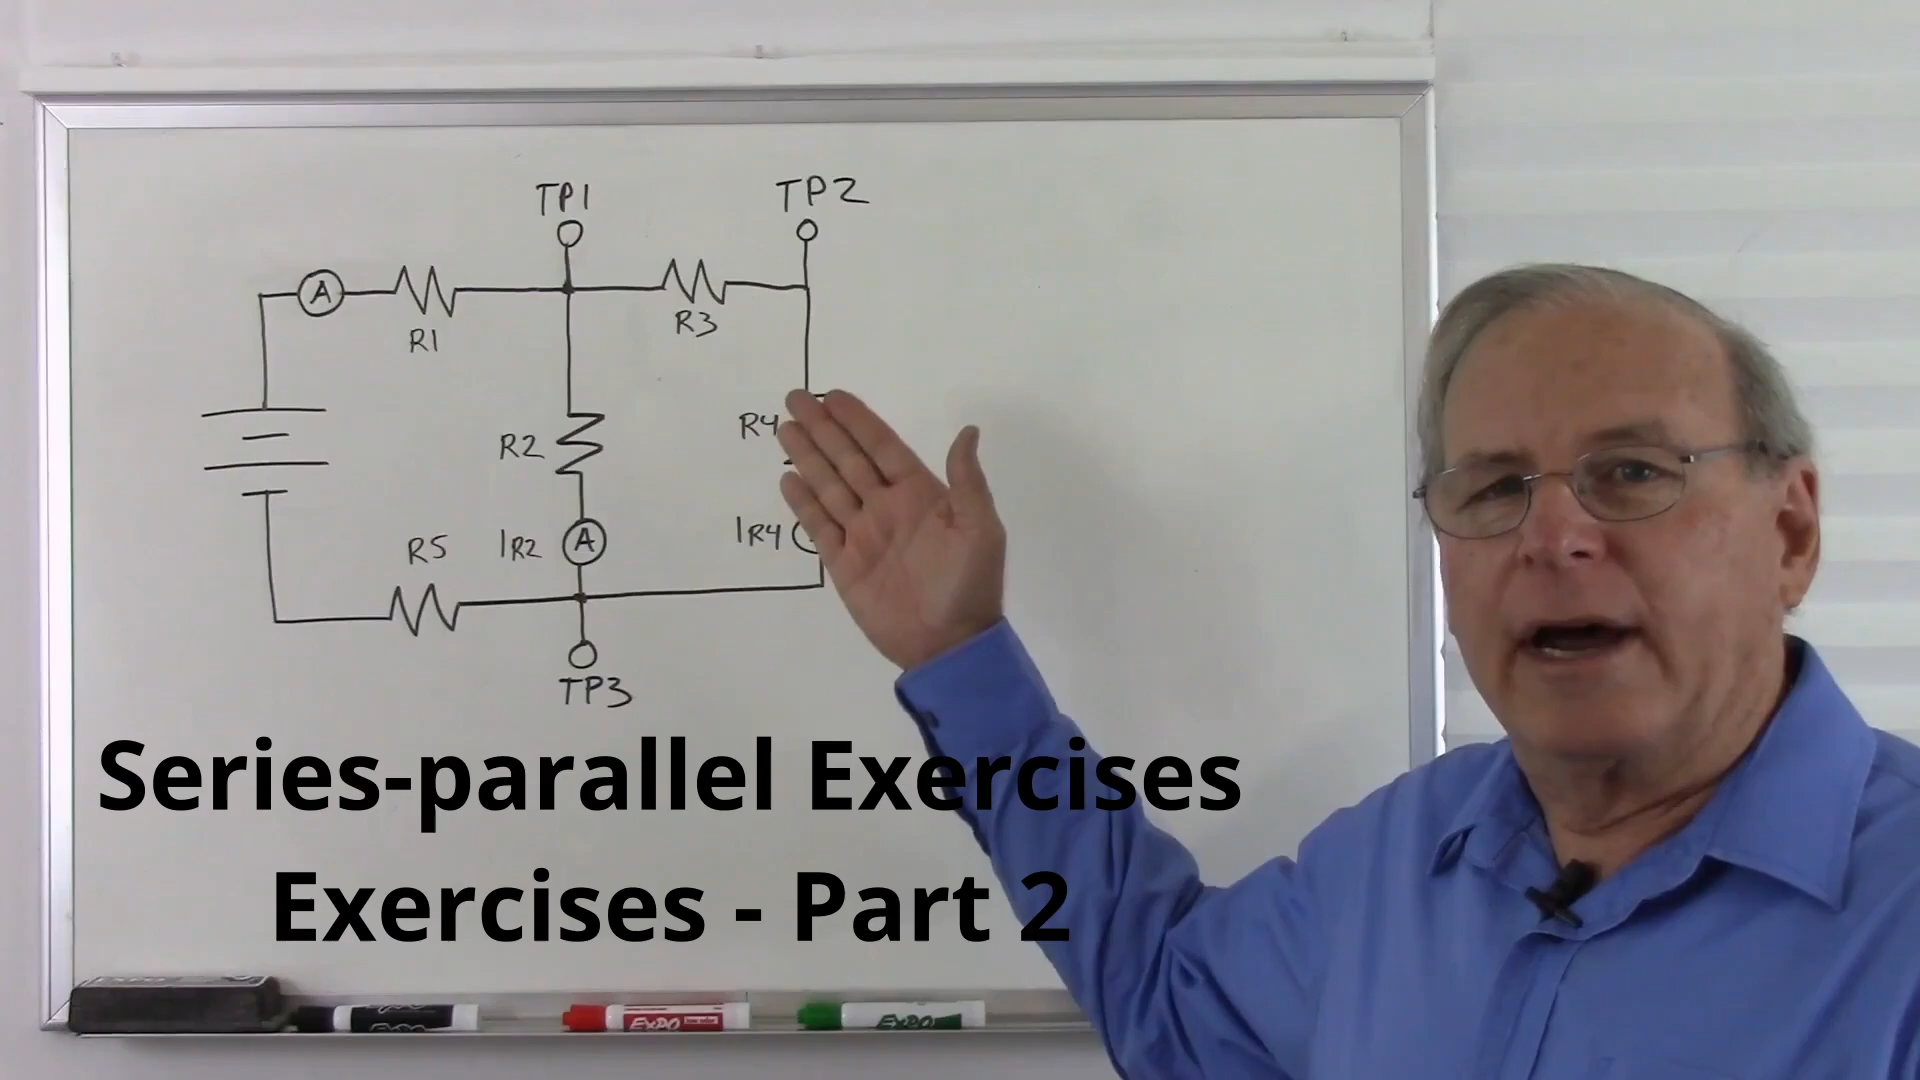 TP1
TP2
A
R1
R3
R2
R4
R5
IR2
A
IR4
TP3
Series-parallel Exercises
Exercises - Part 2
EXPO
EXPO